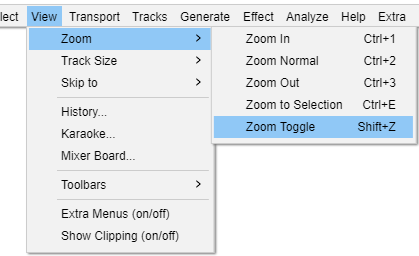 lect View Transport Tracks Generate Effect Analyze Help Extra
Zoom >
Track Size >
Skip to >
History...
Karaoke...
Mixer Board...
Toolbars >
Extra Menus (on/off)
Show Clipping (on/off)
Zoom In Ctrl+1
Zoom Normal Ctrl+2
Zoom Out Ctrl+3
Zoom to Selection Ctrl+E
Zoom Toggle Shift+Z